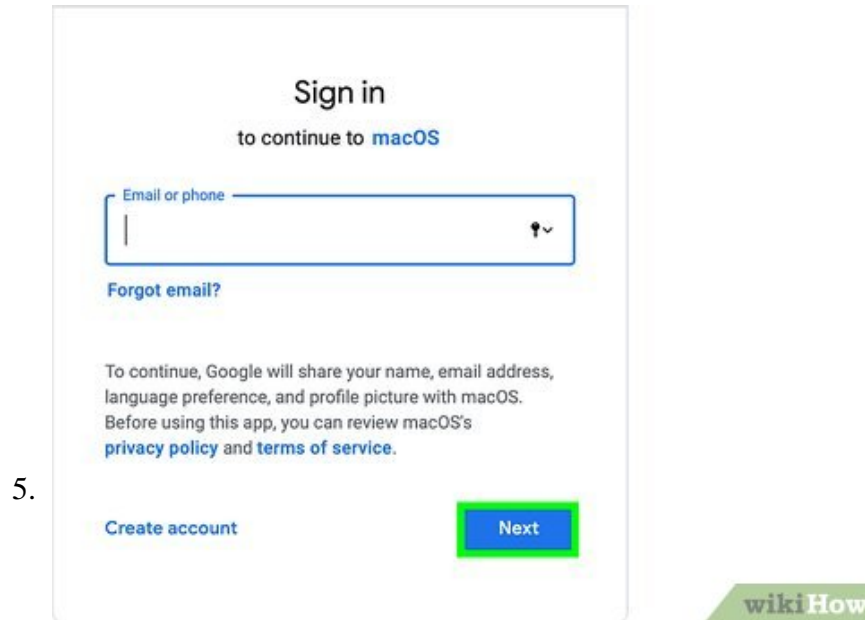 Sign in
to continue to macOS
Email or phone
Forgot email?
To continue, Google will share your name, email address,
language preference, and profile picture with macOS.
Before using this app, you can review macOS's
privacy policy and terms of service.
5.
Create account
Next
wikiHow